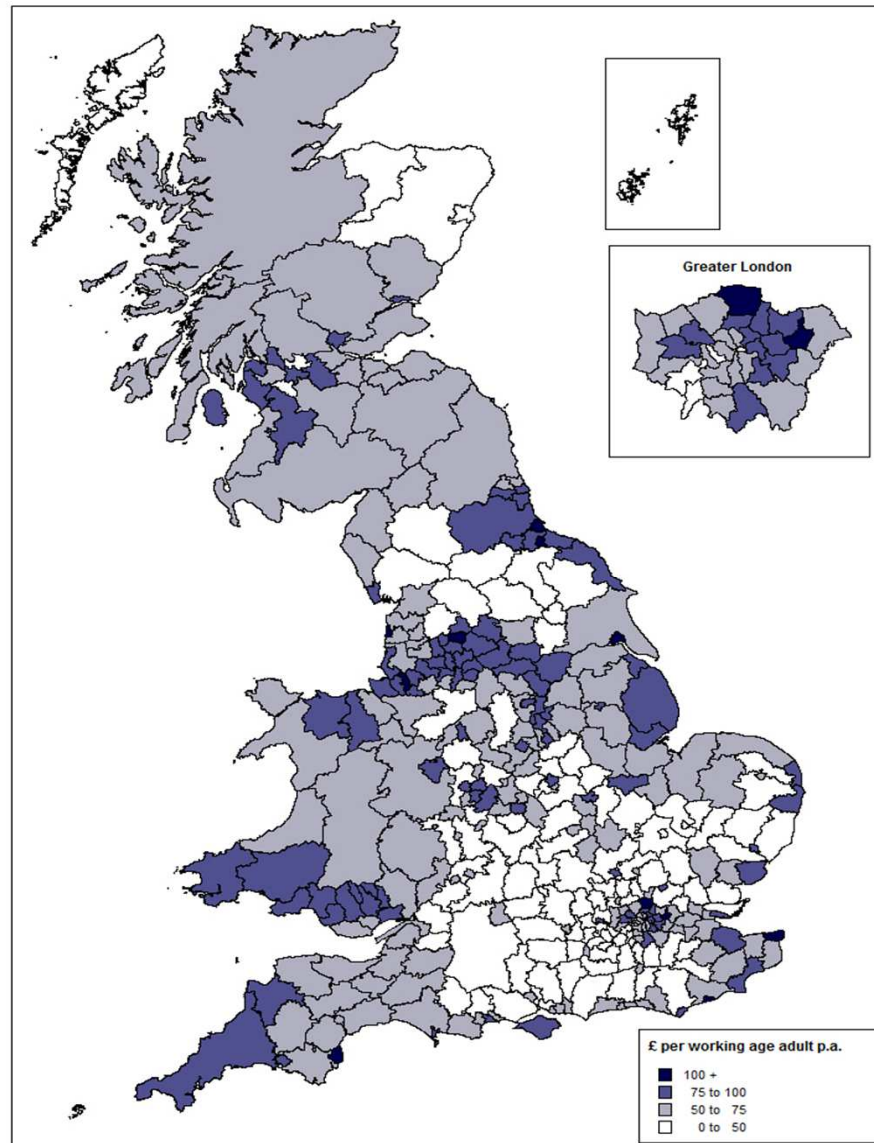 Greater London
£ per working age adult p.a.
100 +
75 to 100
50 to 75
0 to 50